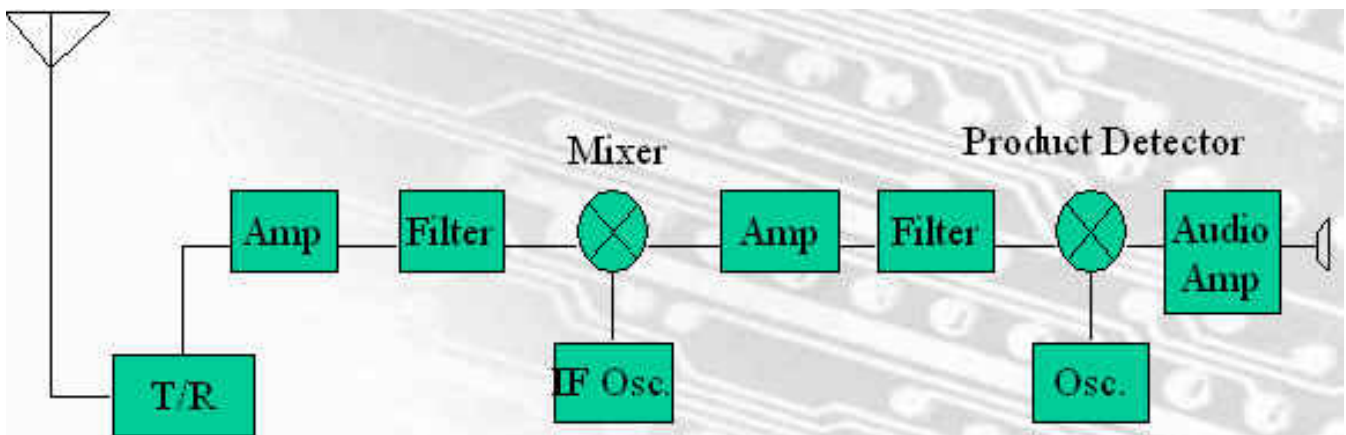 Mixer
Product Detector
Amp
Filter
Amp
Filter
Audio
Amp
T/R
IF Osc.
Osc.